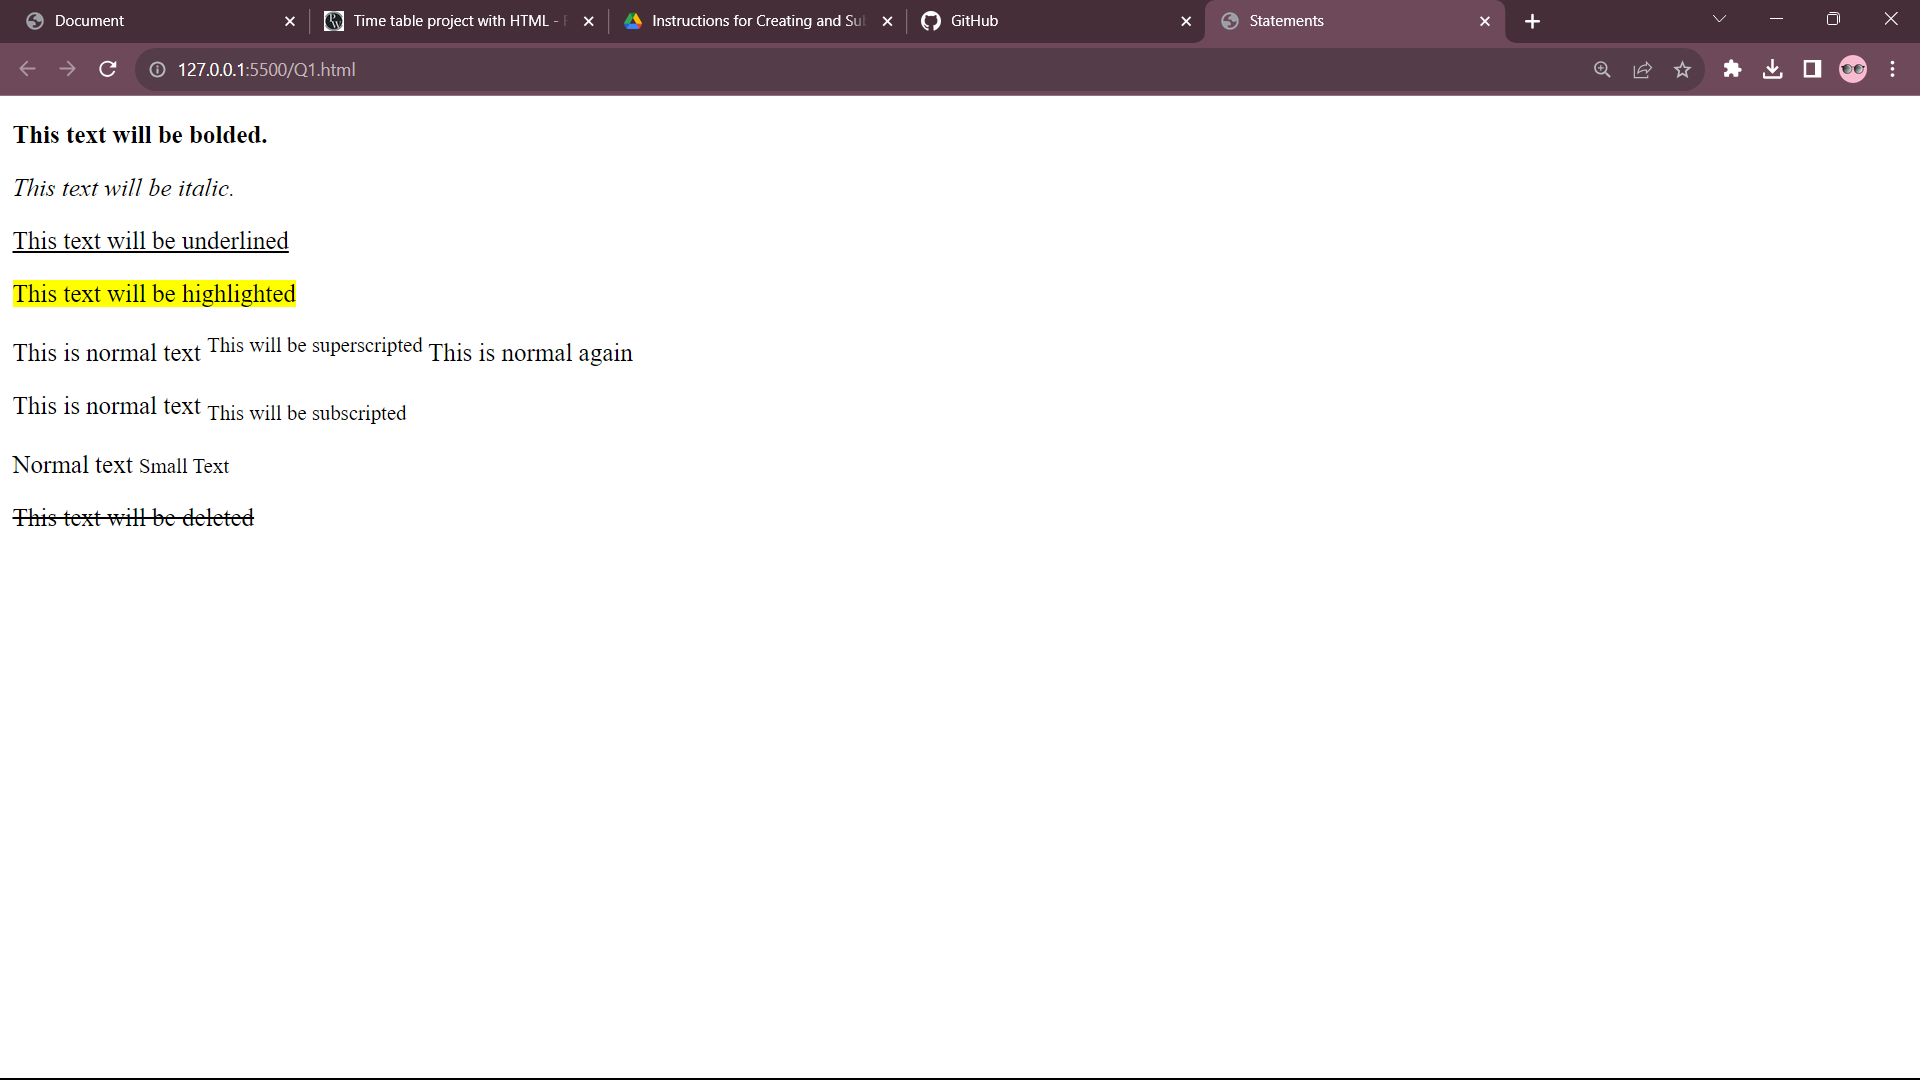 Document
Time table project with HTML -
Instructions for Creating and Su
GitHub
Statements
127.0.0.1:5500/Q1.html
This text will be bolded.
This text will be italic.
This text will be underlined
This text will be highlighted
This is normal text This will be superscripted This is normal again
This is normal text This will be subscripted
Normal text Small Text
This text will be deleted